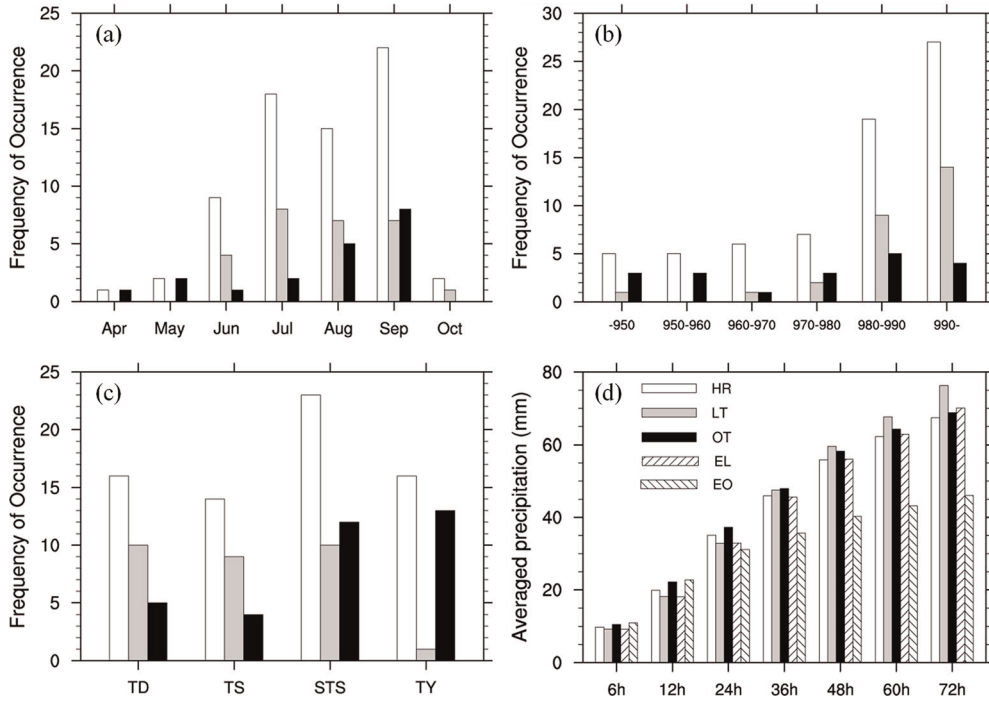 (a)
Frequency of Occurrence
25
20
15
10
5
0
Apr May Jun Jul Aug Sep Oct
(b)
Frequency of Occurrence
30
25
20
15
10
5
0
-950 950-960 960-970 970-980 980-990 990-
(c)
Frequency of Occurrence
25
20
15
10
5
0
TD TS STS TY
(d)
Averaged precipitation (mm)
80
60
40
20
0
HR
LT
OT
EL
EO
6h 12h 24h 36h 48h 60h 72h